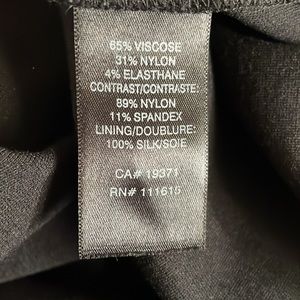 65% VISCOSE
31% NYLON
4% ELASTHANE
CONTRAST/CONTRASTE:
89% NYLON
11% SPANDEX
LINING/DOUBLURE:
100% SILK/SOIE
CA# 19371
RN# 111615